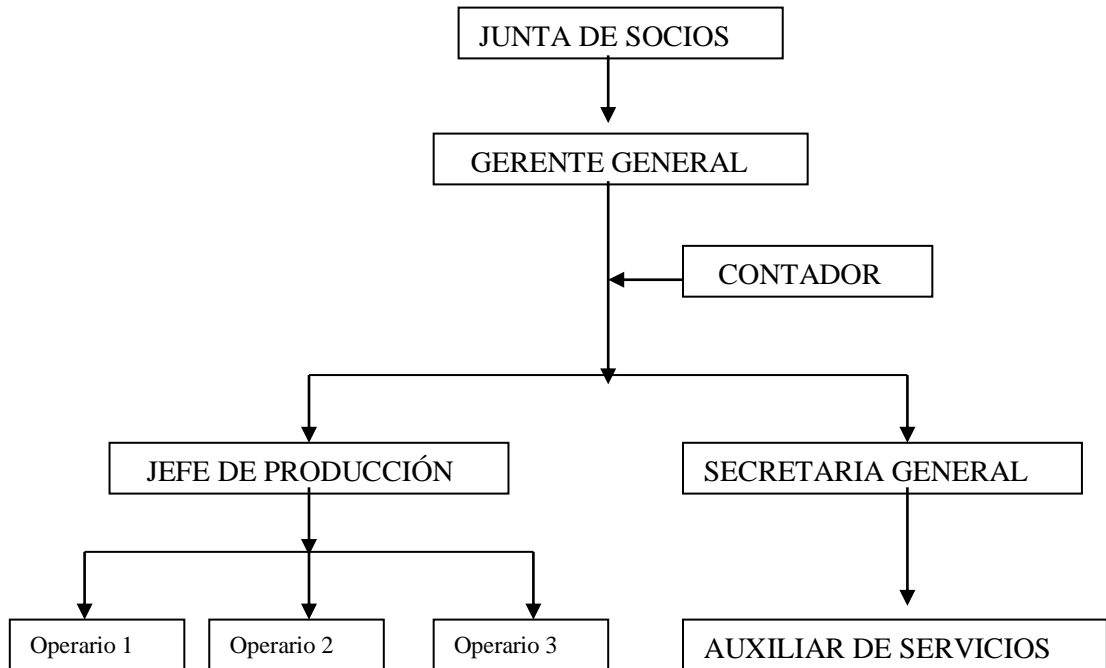 JUNTA DE SOCIOS
GERENTE GENERAL
CONTADOR
JEFE DE PRODUCCIÓN
SECRETARIA GENERAL
Operario 1
Operario 2
Operario 3
AUXILIAR DE SERVICIOS